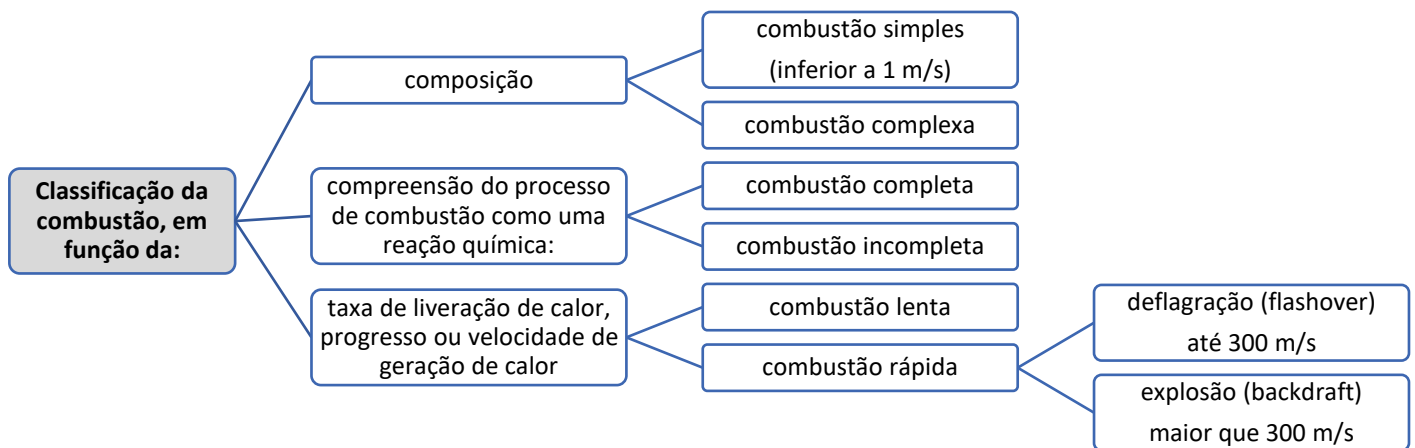 Classificação da
combustão, em
função da:
composição
combustão simples
(inferior a 1 m/s)
combustão complexa
compreensão do processo
de combustão como uma
reação química:
combustão completa
combustão incompleta
taxa de liveração de calor,
progresso ou velocidade de
geração de calor
combustão lenta
combustão rápida
deflagração (flashover)
até 300 m/s
explosão (backdraft)
maior que 300 m/s